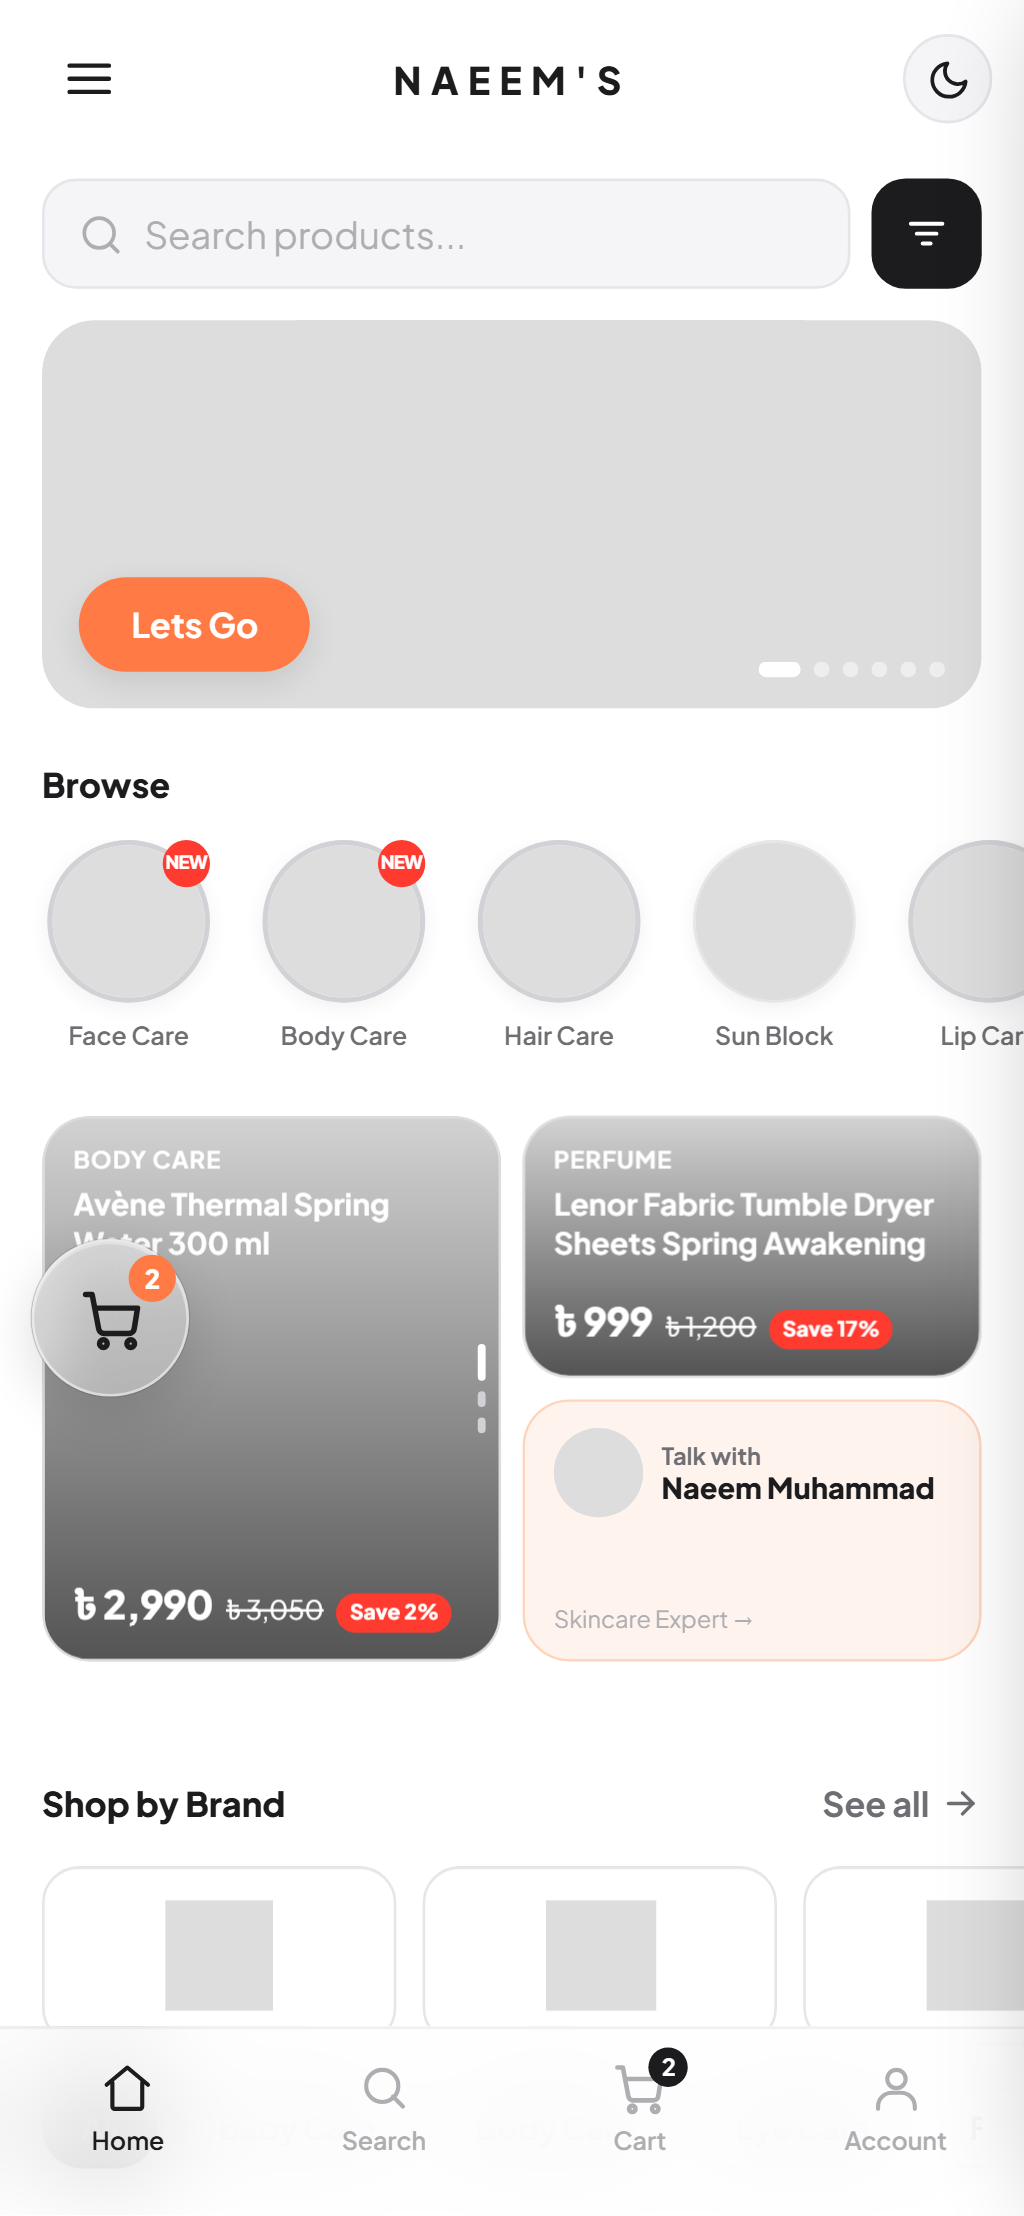 NAEEM'S
Search products...
Lets Go
Browse
NEW
NEW
Face Care
Body Care
Hair Care
Sun Block
Lip Car
BODY CARE
Avène Thermal Spring
300 ml
2
৳ 2,990 ৳ 3,050 Save 2%
PERFUME
Lenor Fabric Tumble Dryer
Sheets Spring Awakening
৳ 999 ৳ 1,200 Save 17%
Talk with
Naeem Muhammad
Skincare Expert →
Shop by Brand
See all →
2
Home
Search
Cart
Account